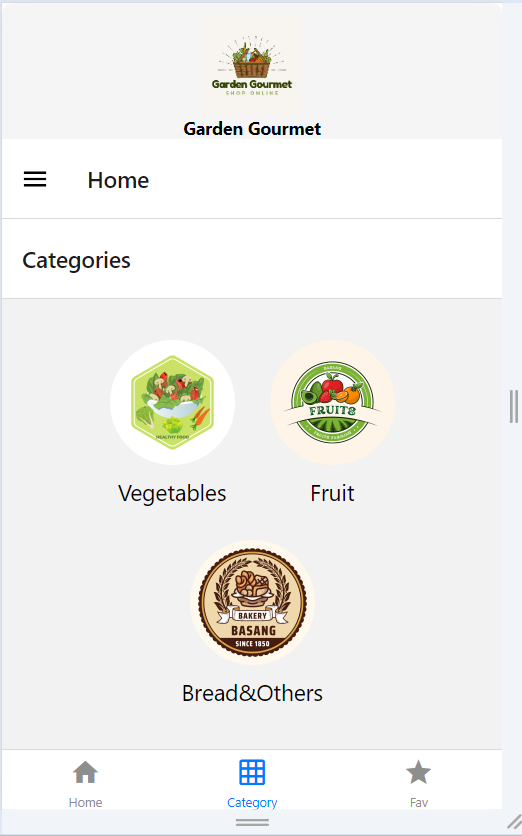 Garden Gourmet
SHOP ONLINE
Garden Gourmet
Home
Categories
HEALTHY FOOD
Vegetables
FRUITS
Fruit
BAKERY
BASANG
SINCE 1850
Bread&Others
Home
Category
Fav